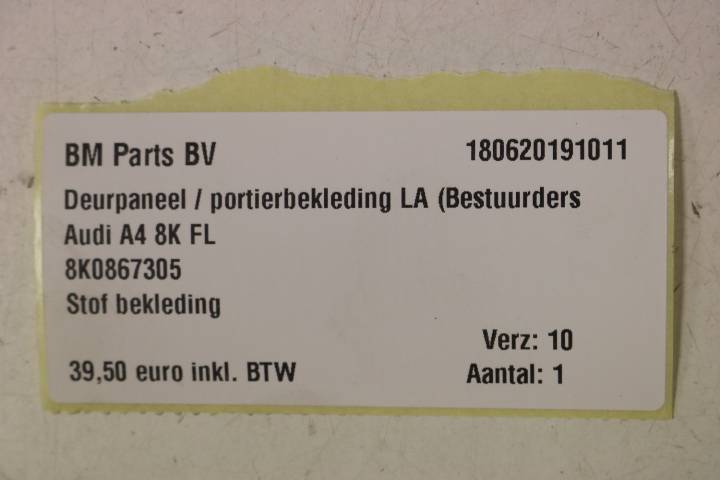 BM Parts BV 180620191011
Deurpaneel / portierbekleding LA (Bestuurders
Audi A4 8K FL
8K0867305
Stof bekleding
Verz: 10
39,50 euro inkl. BTW Aantal: 1